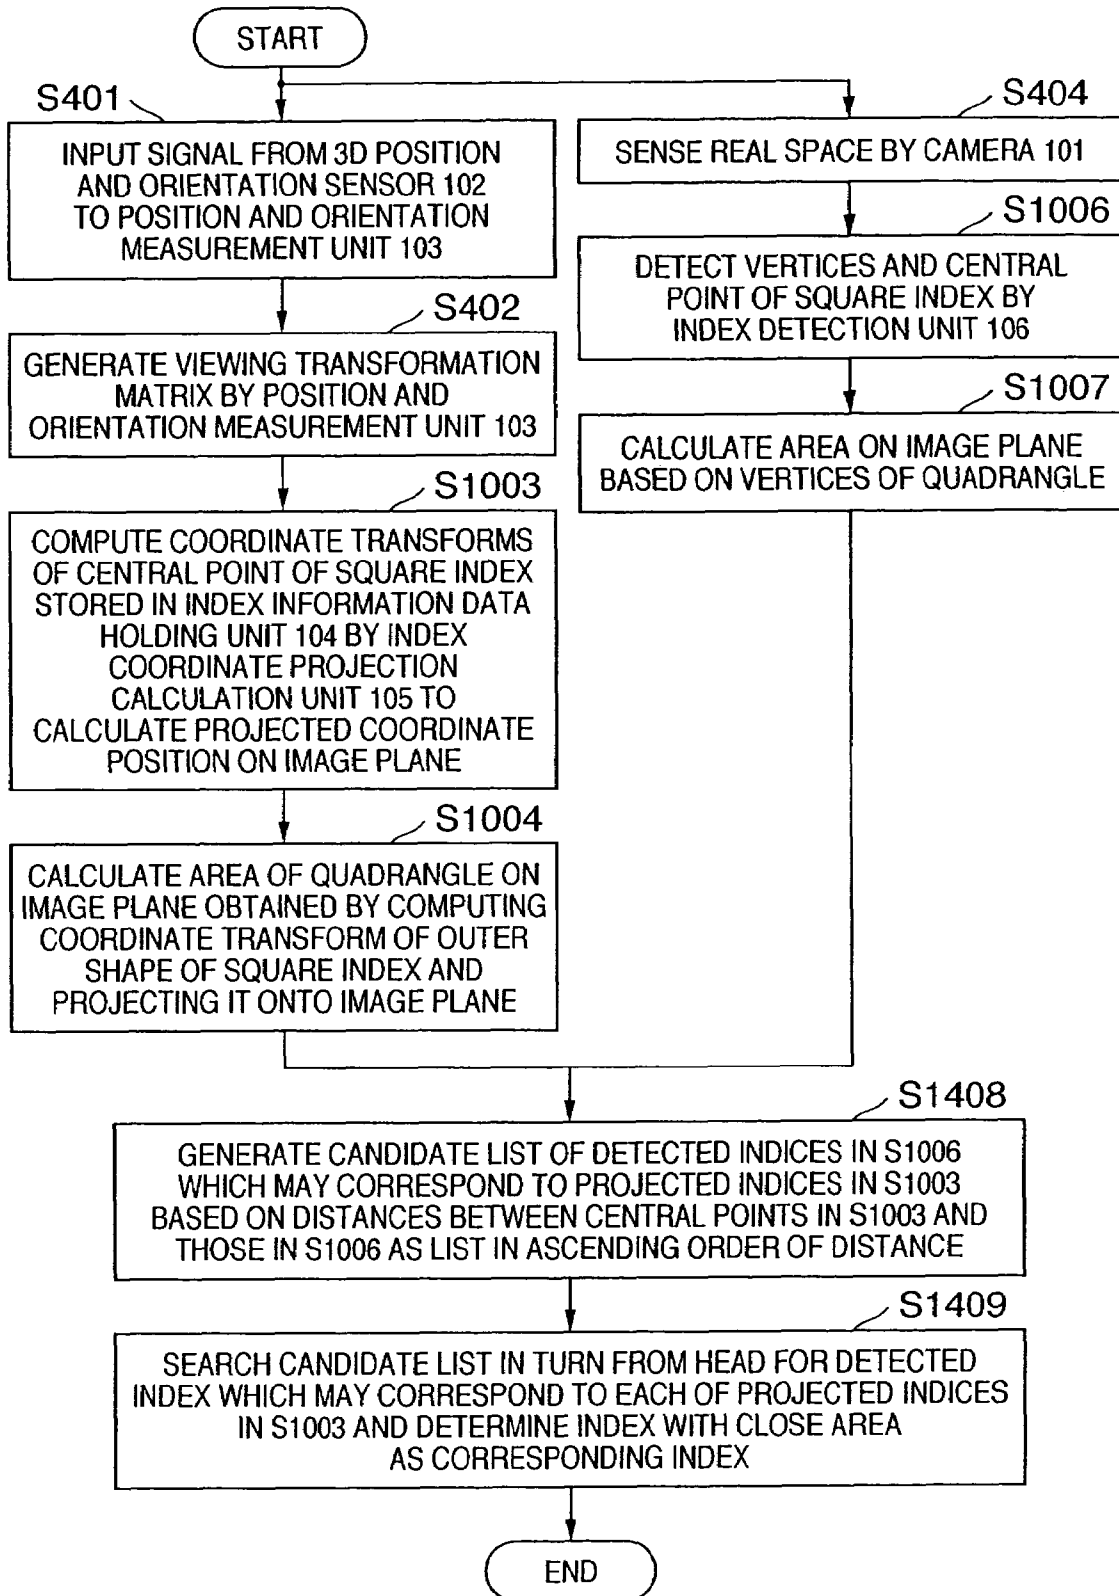 START
S401
INPUT SIGNAL FROM 3D POSITION
AND ORIENTATION SENSOR 102
TO POSITION AND ORIENTATION
MEASUREMENT UNIT 103
S402
GENERATE VIEWING TRANSFORMATION
MATRIX BY POSITION AND
ORIENTATION MEASUREMENT UNIT 103
S1003
COMPUTE COORDINATE TRANSFORMS
OF CENTRAL POINT OF SQUARE INDEX
STORED IN INDEX INFORMATION DATA
HOLDING UNIT 104 BY INDEX
COORDINATE PROJECTION
CALCULATION UNIT 105 TO
CALCULATE PROJECTED COORDINATE
POSITION ON IMAGE PLANE
S1004
CALCULATE AREA OF QUADRANGLE ON
IMAGE PLANE OBTAINED BY COMPUTING
COORDINATE TRANSFORM OF OUTER
SHAPE OF SQUARE INDEX AND
PROJECTING IT ONTO IMAGE PLANE
S404
SENSE REAL SPACE BY CAMERA 101
S1006
DETECT VERTICES AND CENTRAL
POINT OF SQUARE INDEX BY
INDEX DETECTION UNIT 106
S1007
CALCULATE AREA ON IMAGE PLANE
BASED ON VERTICES OF QUADRANGLE
S1408
GENERATE CANDIDATE LIST OF DETECTED INDICES IN S1006
WHICH MAY CORRESPOND TO PROJECTED INDICES IN S1003
BASED ON DISTANCES BETWEEN CENTRAL POINTS IN S1003 AND
THOSE IN S1006 AS LIST IN ASCENDING ORDER OF DISTANCE
S1409
SEARCH CANDIDATE LIST IN TURN FROM HEAD FOR DETECTED
INDEX WHICH MAY CORRESPOND TO EACH OF PROJECTED INDICES
IN S1003 AND DETERMINE INDEX WITH CLOSE AREA
AS CORRESPONDING INDEX
END